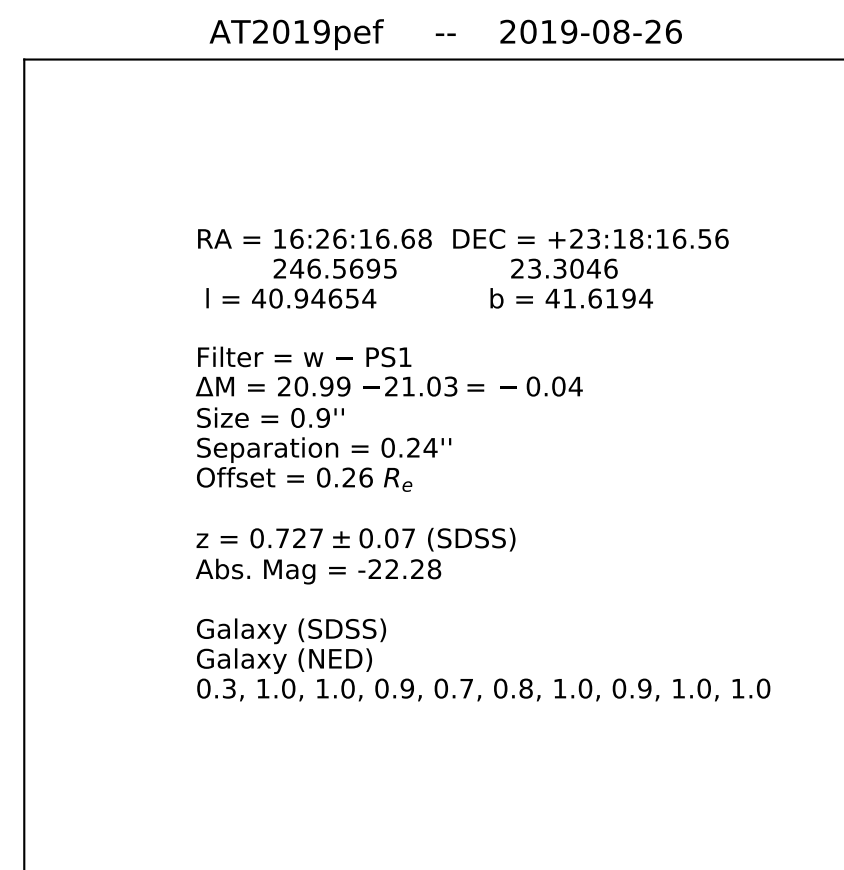 AT2019pef -- 2019-08-26
RA = 16:26:16.68 DEC = +23:18:16.56
246.5695 23.3046
l = 40.94654 b = 41.6194
Filter = w − PS1
ΔM = 20.99 −21.03 = − 0.04
Size = 0.9''
Separation = 0.24''
Offset = 0.26 Rₑ
z = 0.727 ± 0.07 (SDSS)
Abs. Mag = -22.28
Galaxy (SDSS)
Galaxy (NED)
0.3, 1.0, 1.0, 0.9, 0.7, 0.8, 1.0, 0.9, 1.0, 1.0